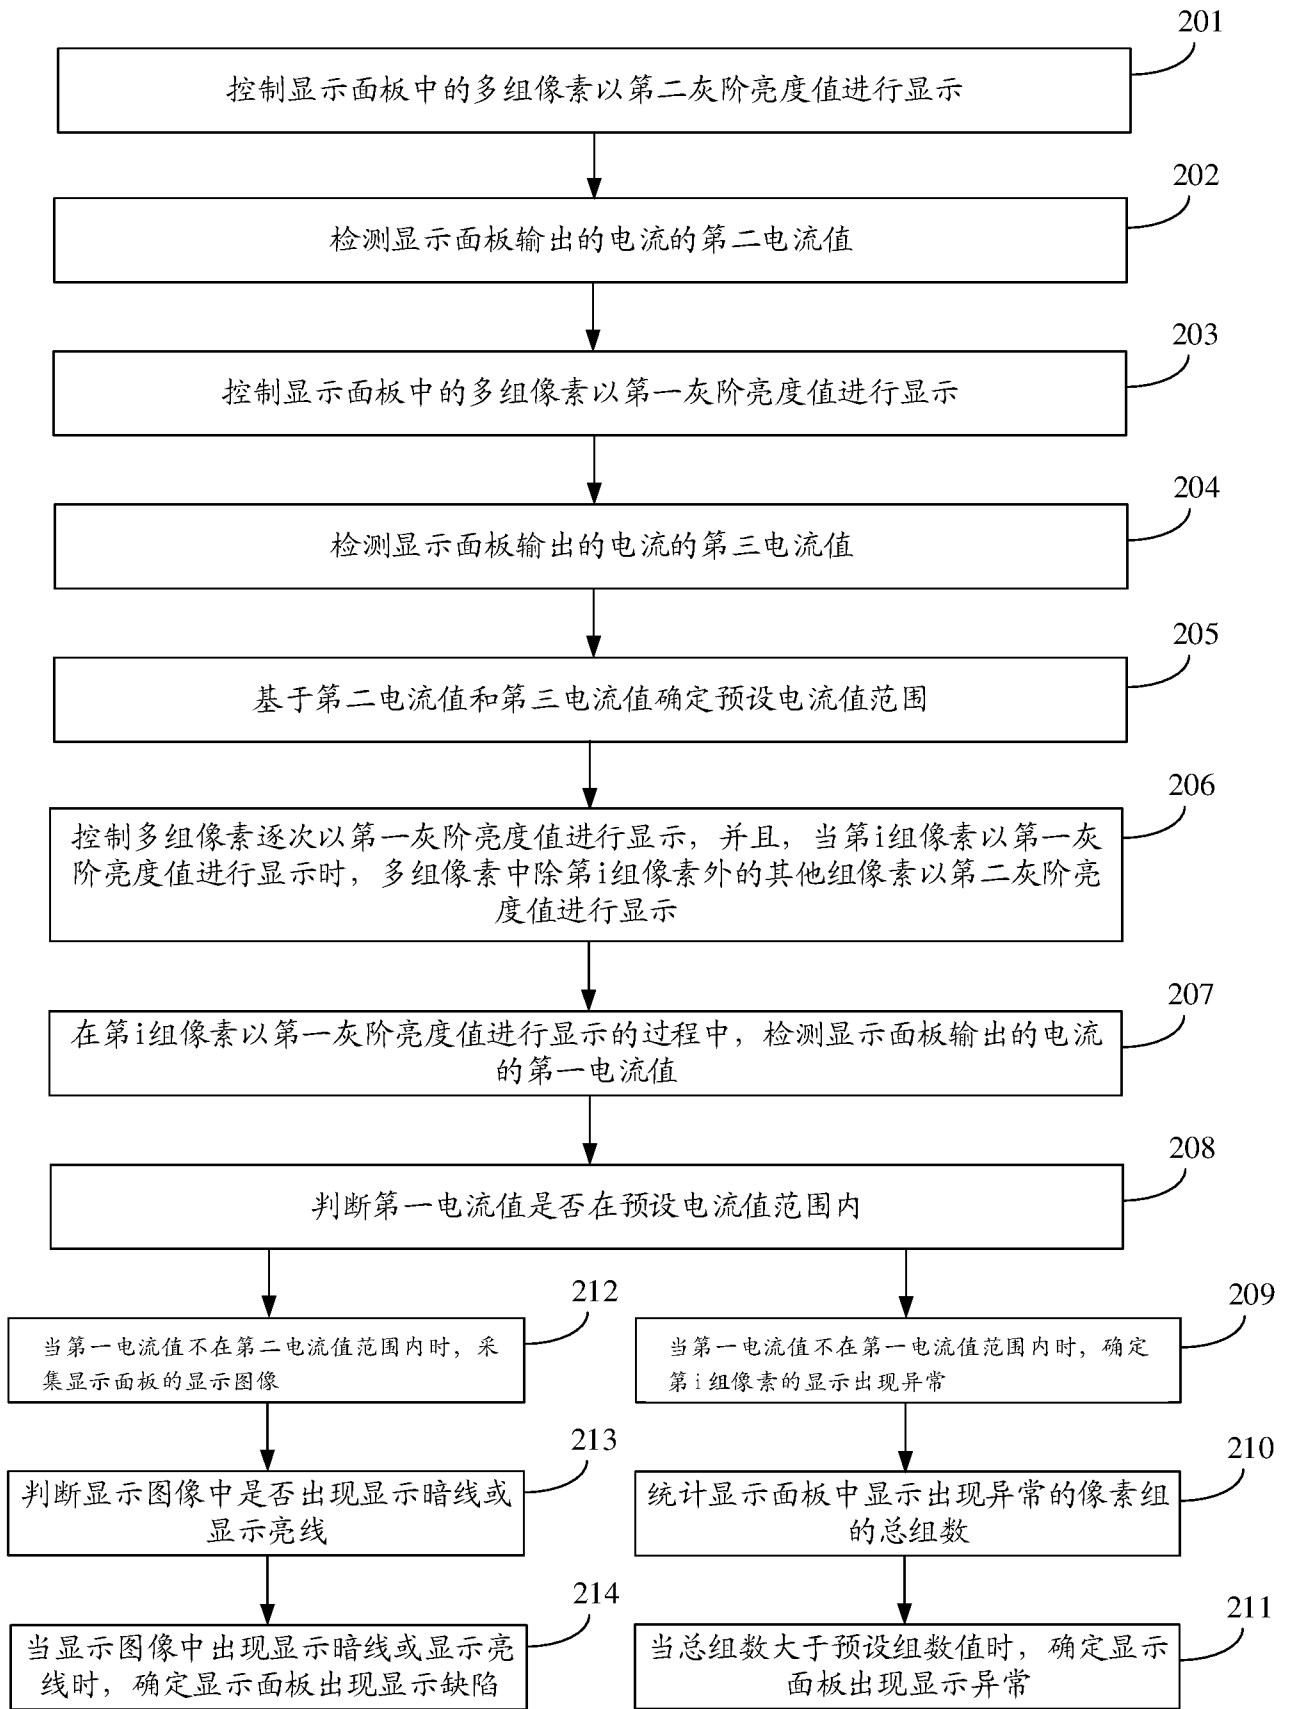 201
控制显示面板中的多组像素以第二灰阶亮度值进行显示
202
检测显示面板输出的电流的第二电流值
203
控制显示面板中的多组像素以第一灰阶亮度值进行显示
204
检测显示面板输出的电流的第三电流值
205
基于第二电流值和第三电流值确定预设电流值范围
206
控制多组像素逐次以第一灰阶亮度值进行显示，并且，当第i组像素以第一灰
阶亮度值进行显示时，多组像素中除第i组像素外的其他组像素以第二灰阶亮
度值进行显示
207
在第i组像素以第一灰阶亮度值进行显示的过程中，检测显示面板输出的电流
的第一电流值
208
判断第一电流值是否在预设电流值范围内
212
当第一电流值不在第二电流值范围内时，采
集显示面板的显示图像
209
当第一电流值不在第一电流值范围内时，确定
第i组像素的显示出现异常
213
判断显示图像中是否出现显示暗线或
显示亮线
210
统计显示面板中显示出现异常的像素组
的总组数
214
当显示图像中出现显示暗线或显示亮
线时，确定显示面板出现显示缺陷
211
当总组数大于预设组数值时，确定显示
面板出现显示异常